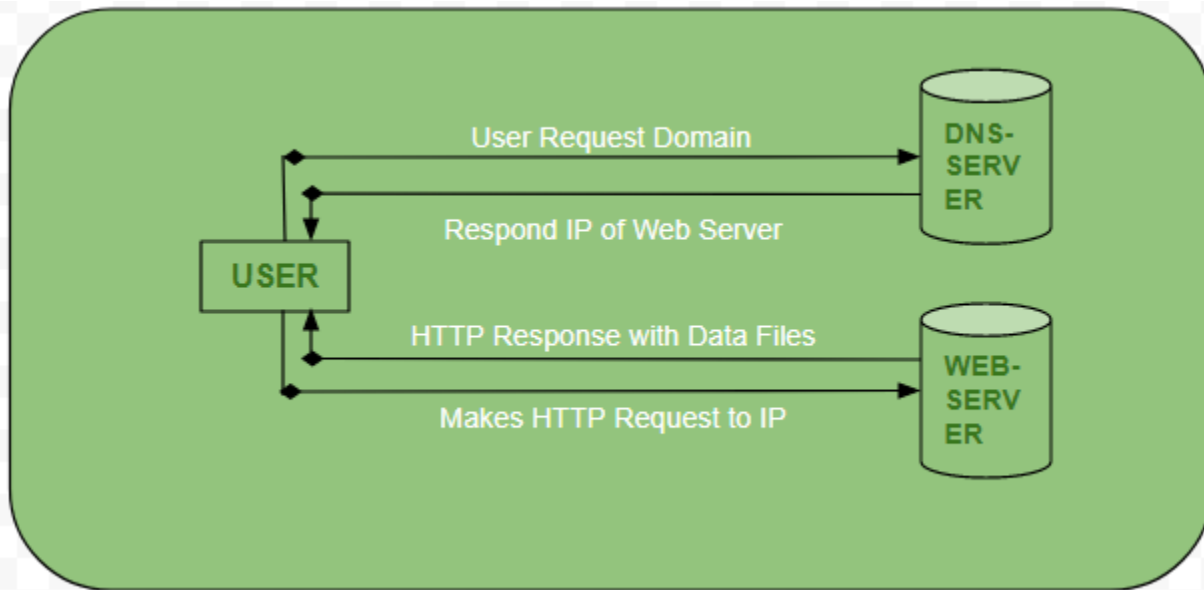 User Request Domain
DNS-
SERV
ER
Respond IP of Web Server
USER
HTTP Response with Data Files
WEB-
SERV
ER
Makes HTTP Request to IP